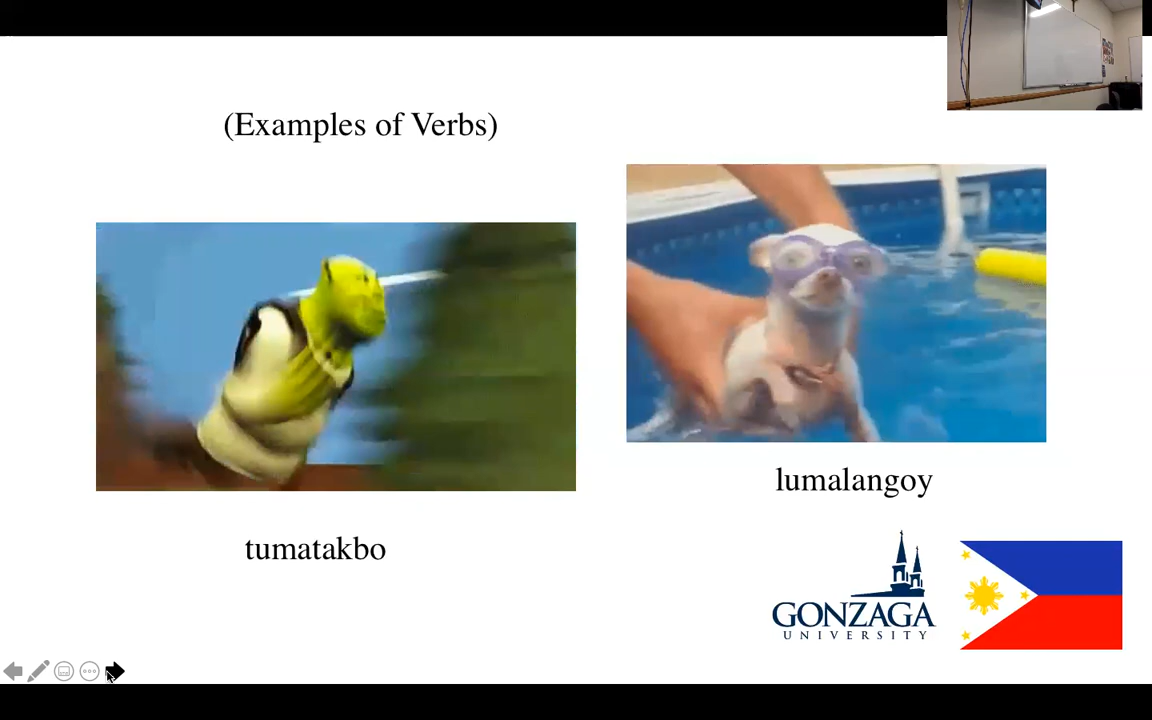 (Examples of Verbs)
tumatakbo
lumalangoy
GONZAGA
UNIVERSITY